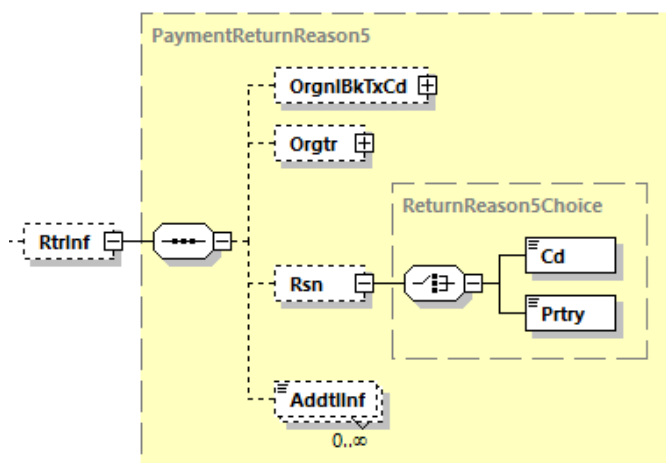 PaymentReturnReason5
OrgnlBkTxCd
Orgtr
RtrInf
ReturnReason5Choice
Rsn
Cd
Prtry
AddtlInf
0..∞